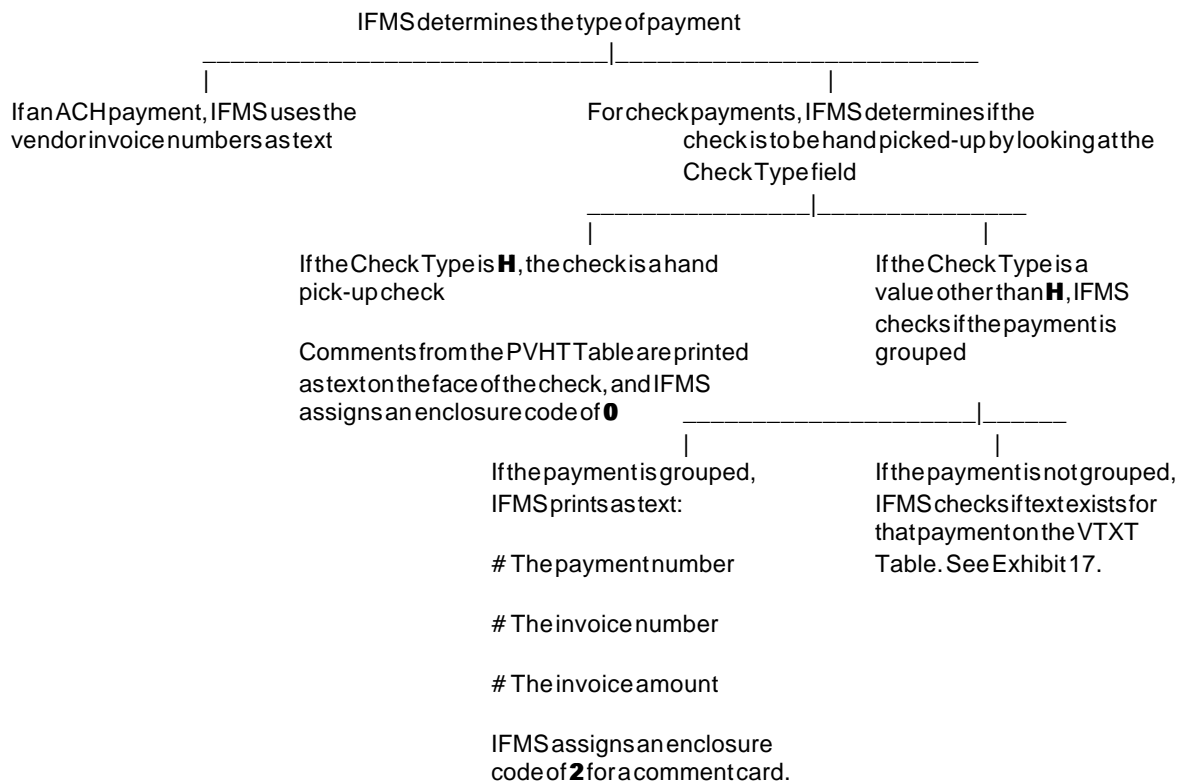 IFMS determines the type of payment
If an ACH payment, IFMS uses the
vendor invoice numbers as text
For check payments, IFMS determines if the
check is to be hand picked-up by looking at the
Check Type field
If the Check Type is H, the check is a hand
pick-up check
Comments from the PVHT Table are printed
as text on the face of the check, and IFMS
assigns an enclosure code of 0
If the Check Type is a
value other than H, IFMS
checks if the payment is
grouped
If the payment is grouped,
IFMS prints as text:
# The payment number
# The invoice number
# The invoice amount
IFMS assigns an enclosure
code of 2 for a comment card.
If the payment is not grouped,
IFMS checks if text exists for
that payment on the VTXT
Table. See Exhibit 17.